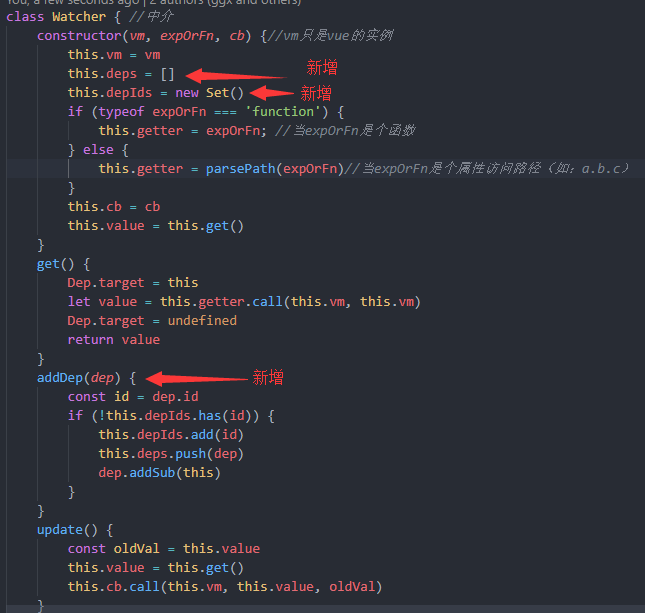 You, a few seconds ago | 2 authors (ggx and others)
class Watcher { //中介
    constructor(vm, expOrFn, cb) {//vm只是vue的实例
        this.vm = vm
        this.deps = [] 新增
        this.depIds = new Set() 新增
        if (typeof expOrFn === 'function') {
            this.getter = expOrFn; //当expOrFn是个函数
        } else {
            this.getter = parsePath(expOrFn)//当expOrFn是个属性访问路径（如：a.b.c）
        }
        this.cb = cb
        this.value = this.get()
    }
    get() {
        Dep.target = this
        let value = this.getter.call(this.vm, this.vm)
        Dep.target = undefined
        return value
    }
    addDep(dep) { 新增
        const id = dep.id
        if (!this.depIds.has(id)) {
            this.depIds.add(id)
            this.deps.push(dep)
            dep.addSub(this)
        }
    }
    update() {
        const oldVal = this.value
        this.value = this.get()
        this.cb.call(this.vm, this.value, oldVal)
    }